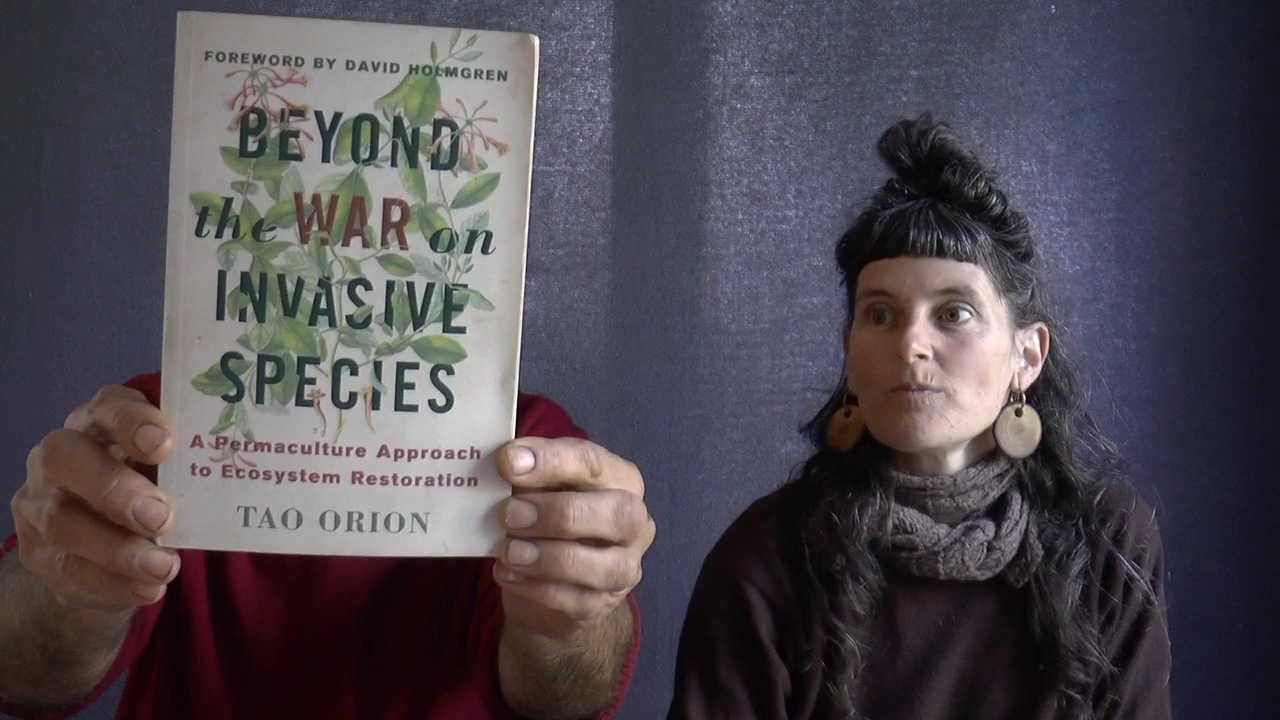 FOREWORD BY DAVID HOLMGREN
BEYOND
the WAR on
INVASIVE
SPECIES
A Permaculture Approach
to Ecosystem Restoration
TAO ORION